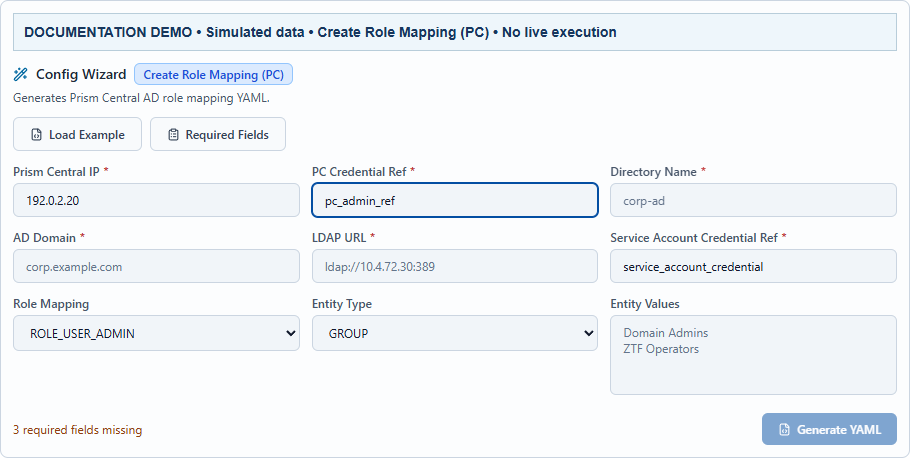 DOCUMENTATION DEMO • Simulated data • Create Role Mapping (PC) • No live execution
Config Wizard Create Role Mapping (PC)
Generates Prism Central AD role mapping YAML.
Load Example Required Fields
Prism Central IP * PC Credential Ref * Directory Name *
192.0.2.20 pc_admin_ref corp-ad
AD Domain * LDAP URL * Service Account Credential Ref *
corp.example.com ldap://10.4.72.30:389 service_account_credential
Role Mapping Entity Type Entity Values
ROLE_USER_ADMIN GROUP Domain Admins
ZTF Operators
3 required fields missing Generate YAML